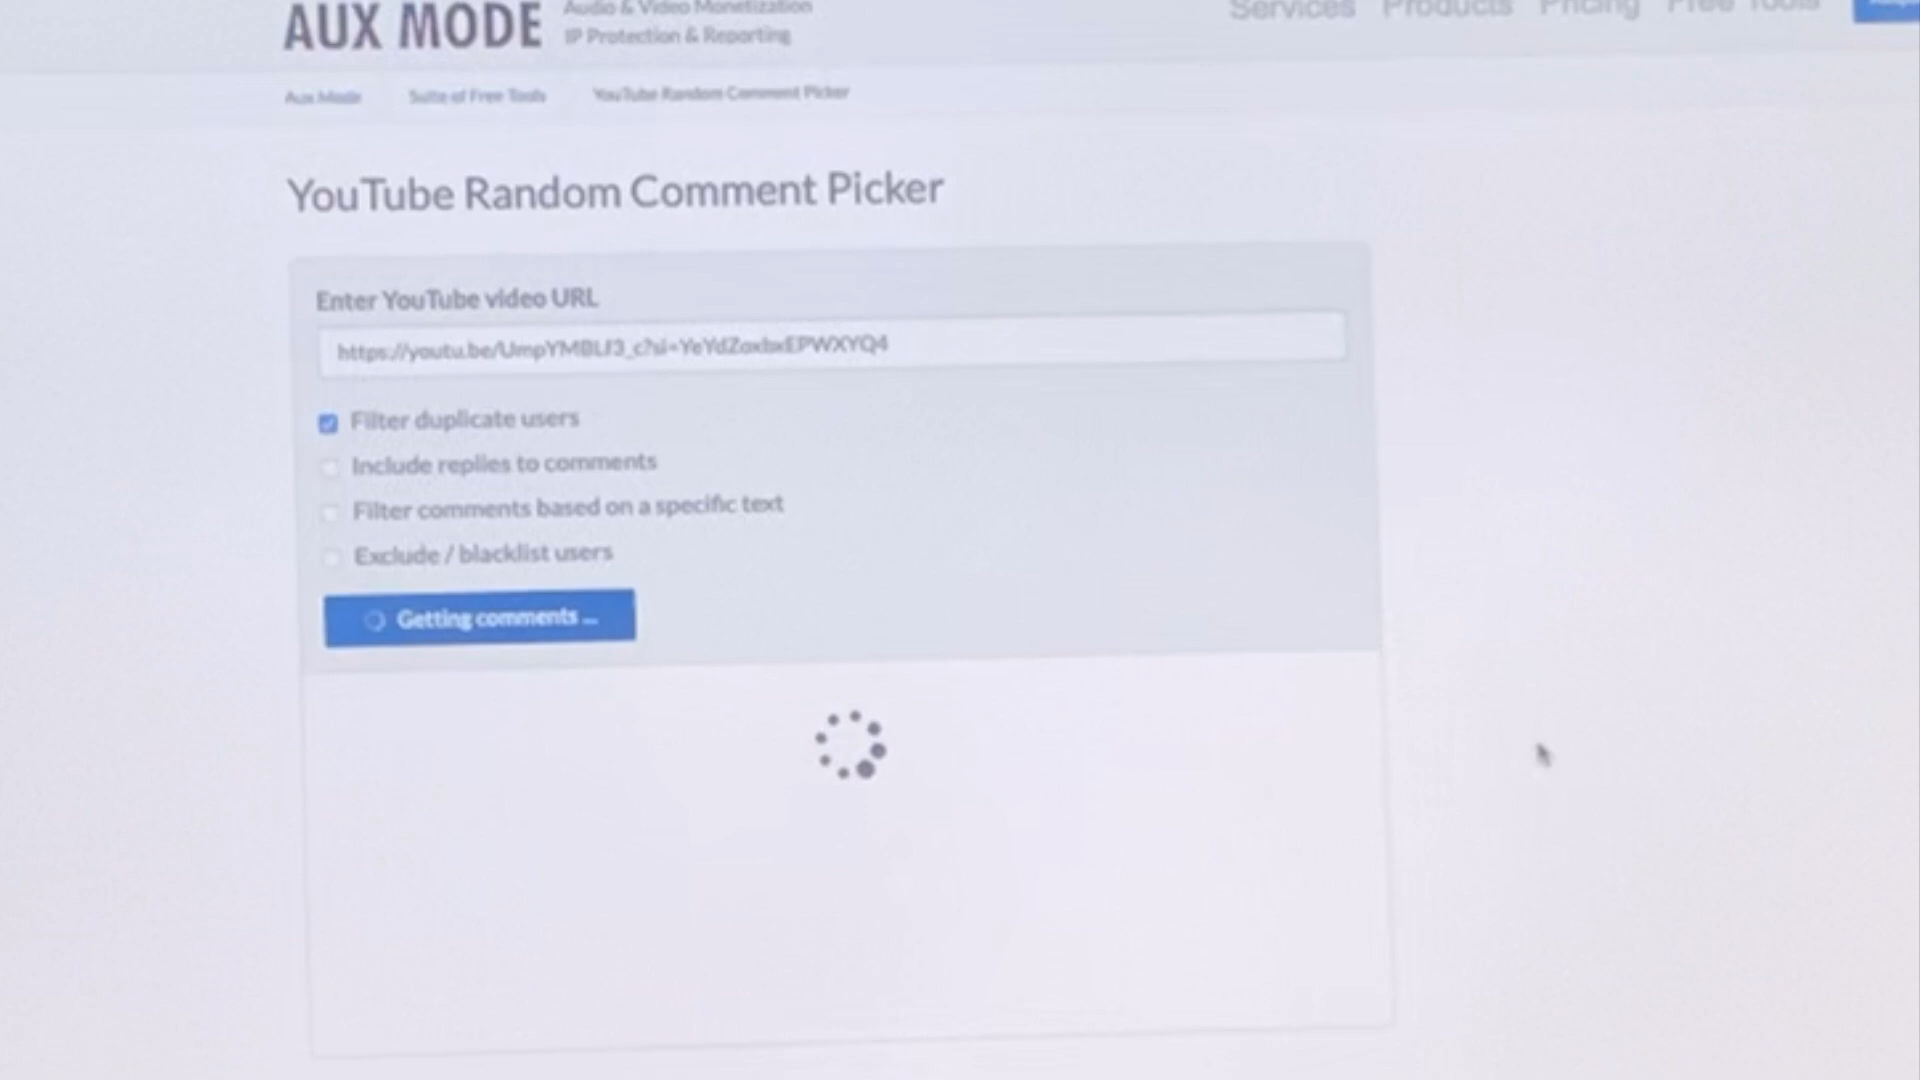 AUX MODE
Audio & Video Monetization
IP Protection & Reporting
Services Products Pricing Free Tools
Aux Mode Suite of Free Tools YouTube Random Comment Picker
YouTube Random Comment Picker
Enter YouTube video URL
Filter duplicate users
Include replies to comments
Filter comments based on a specific text
Exclude / blacklist users
Getting comments ...